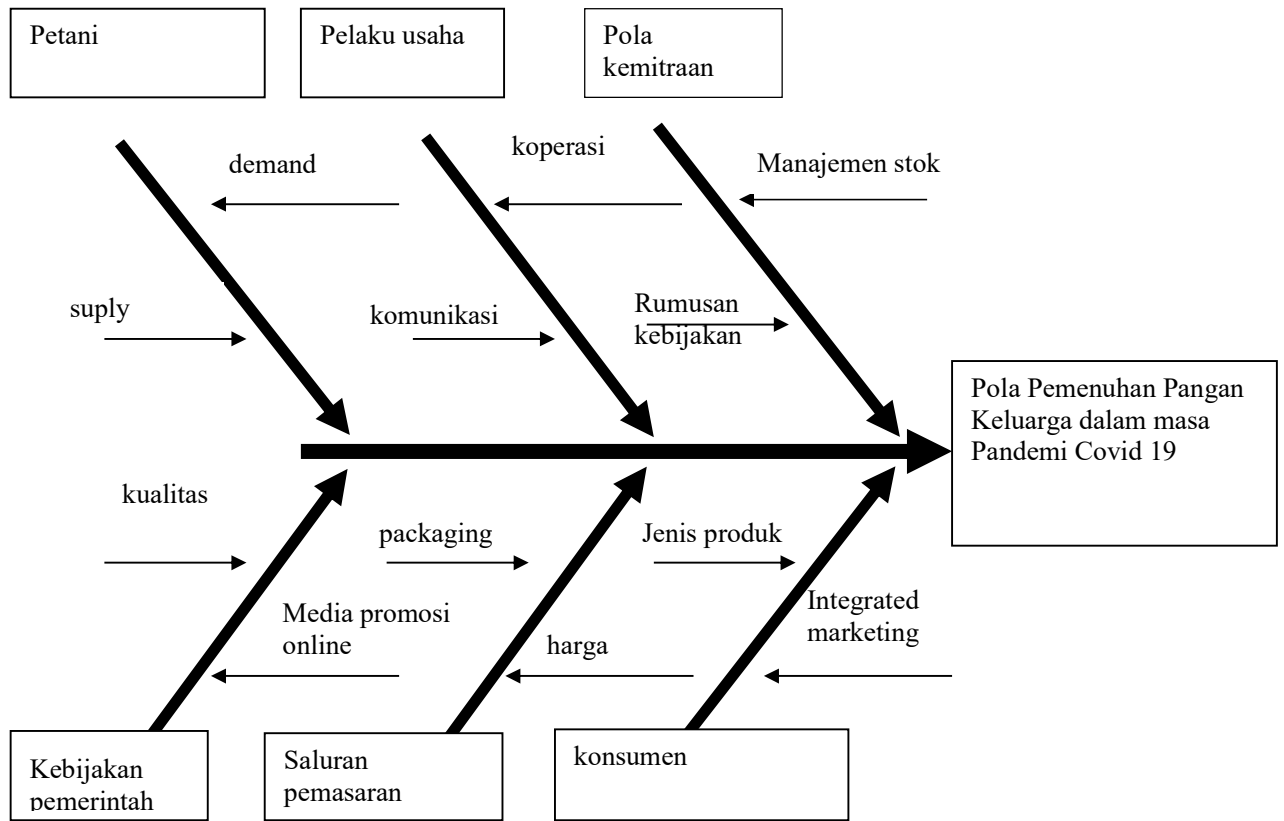 Petani
Pelaku usaha
Pola
kemitraan
demand
koperasi
Manajemen stok
suply
komunikasi
Rumusan
kebijakan
Pola Pemenuhan Pangan
Keluarga dalam masa
Pandemi Covid 19
kualitas
packaging
Jenis produk
Media promosi
online
harga
Integrated
marketing
Kebijakan
pemerintah
Saluran
pemasaran
konsumen